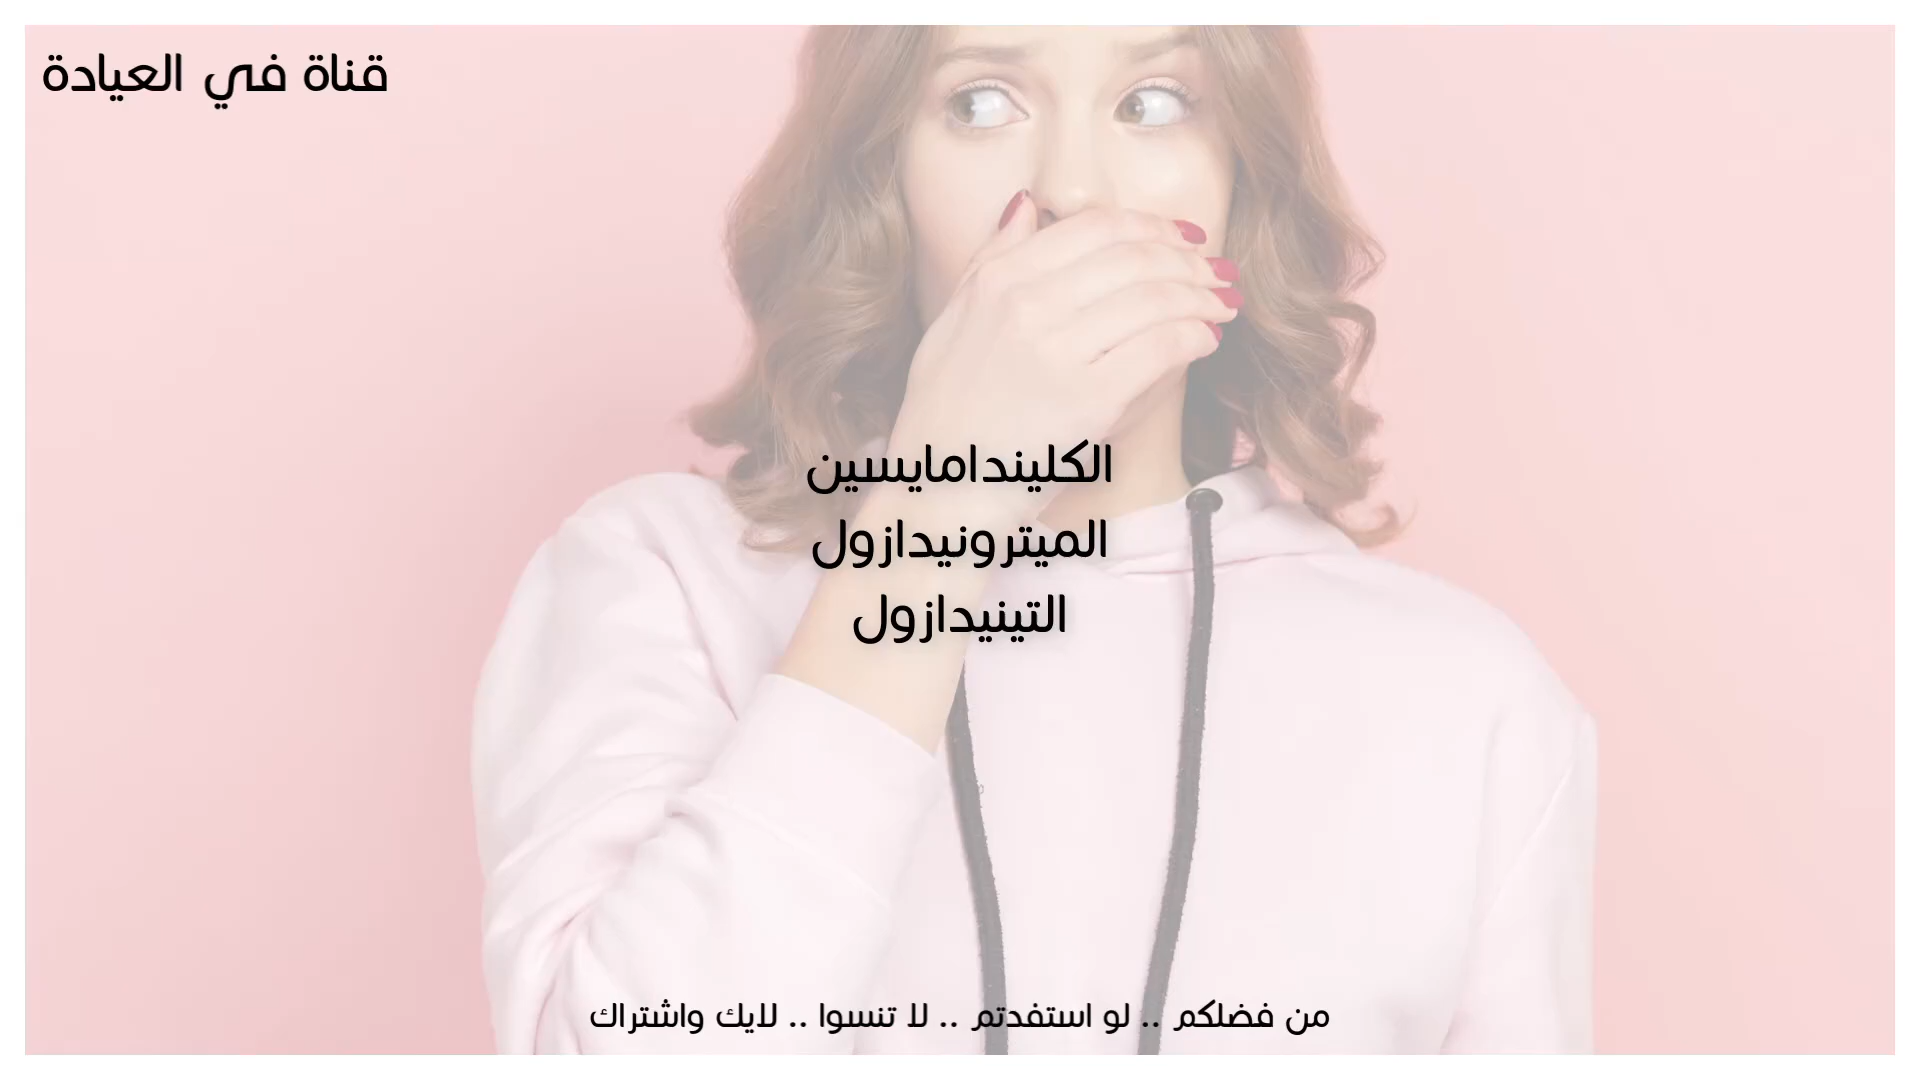 قناة في العيادة
الكليندامايسين
الميترونيدازول
التينيدازول
من فضلكم .. لو استفدتم .. لا تنسوا .. لايك واشتراك